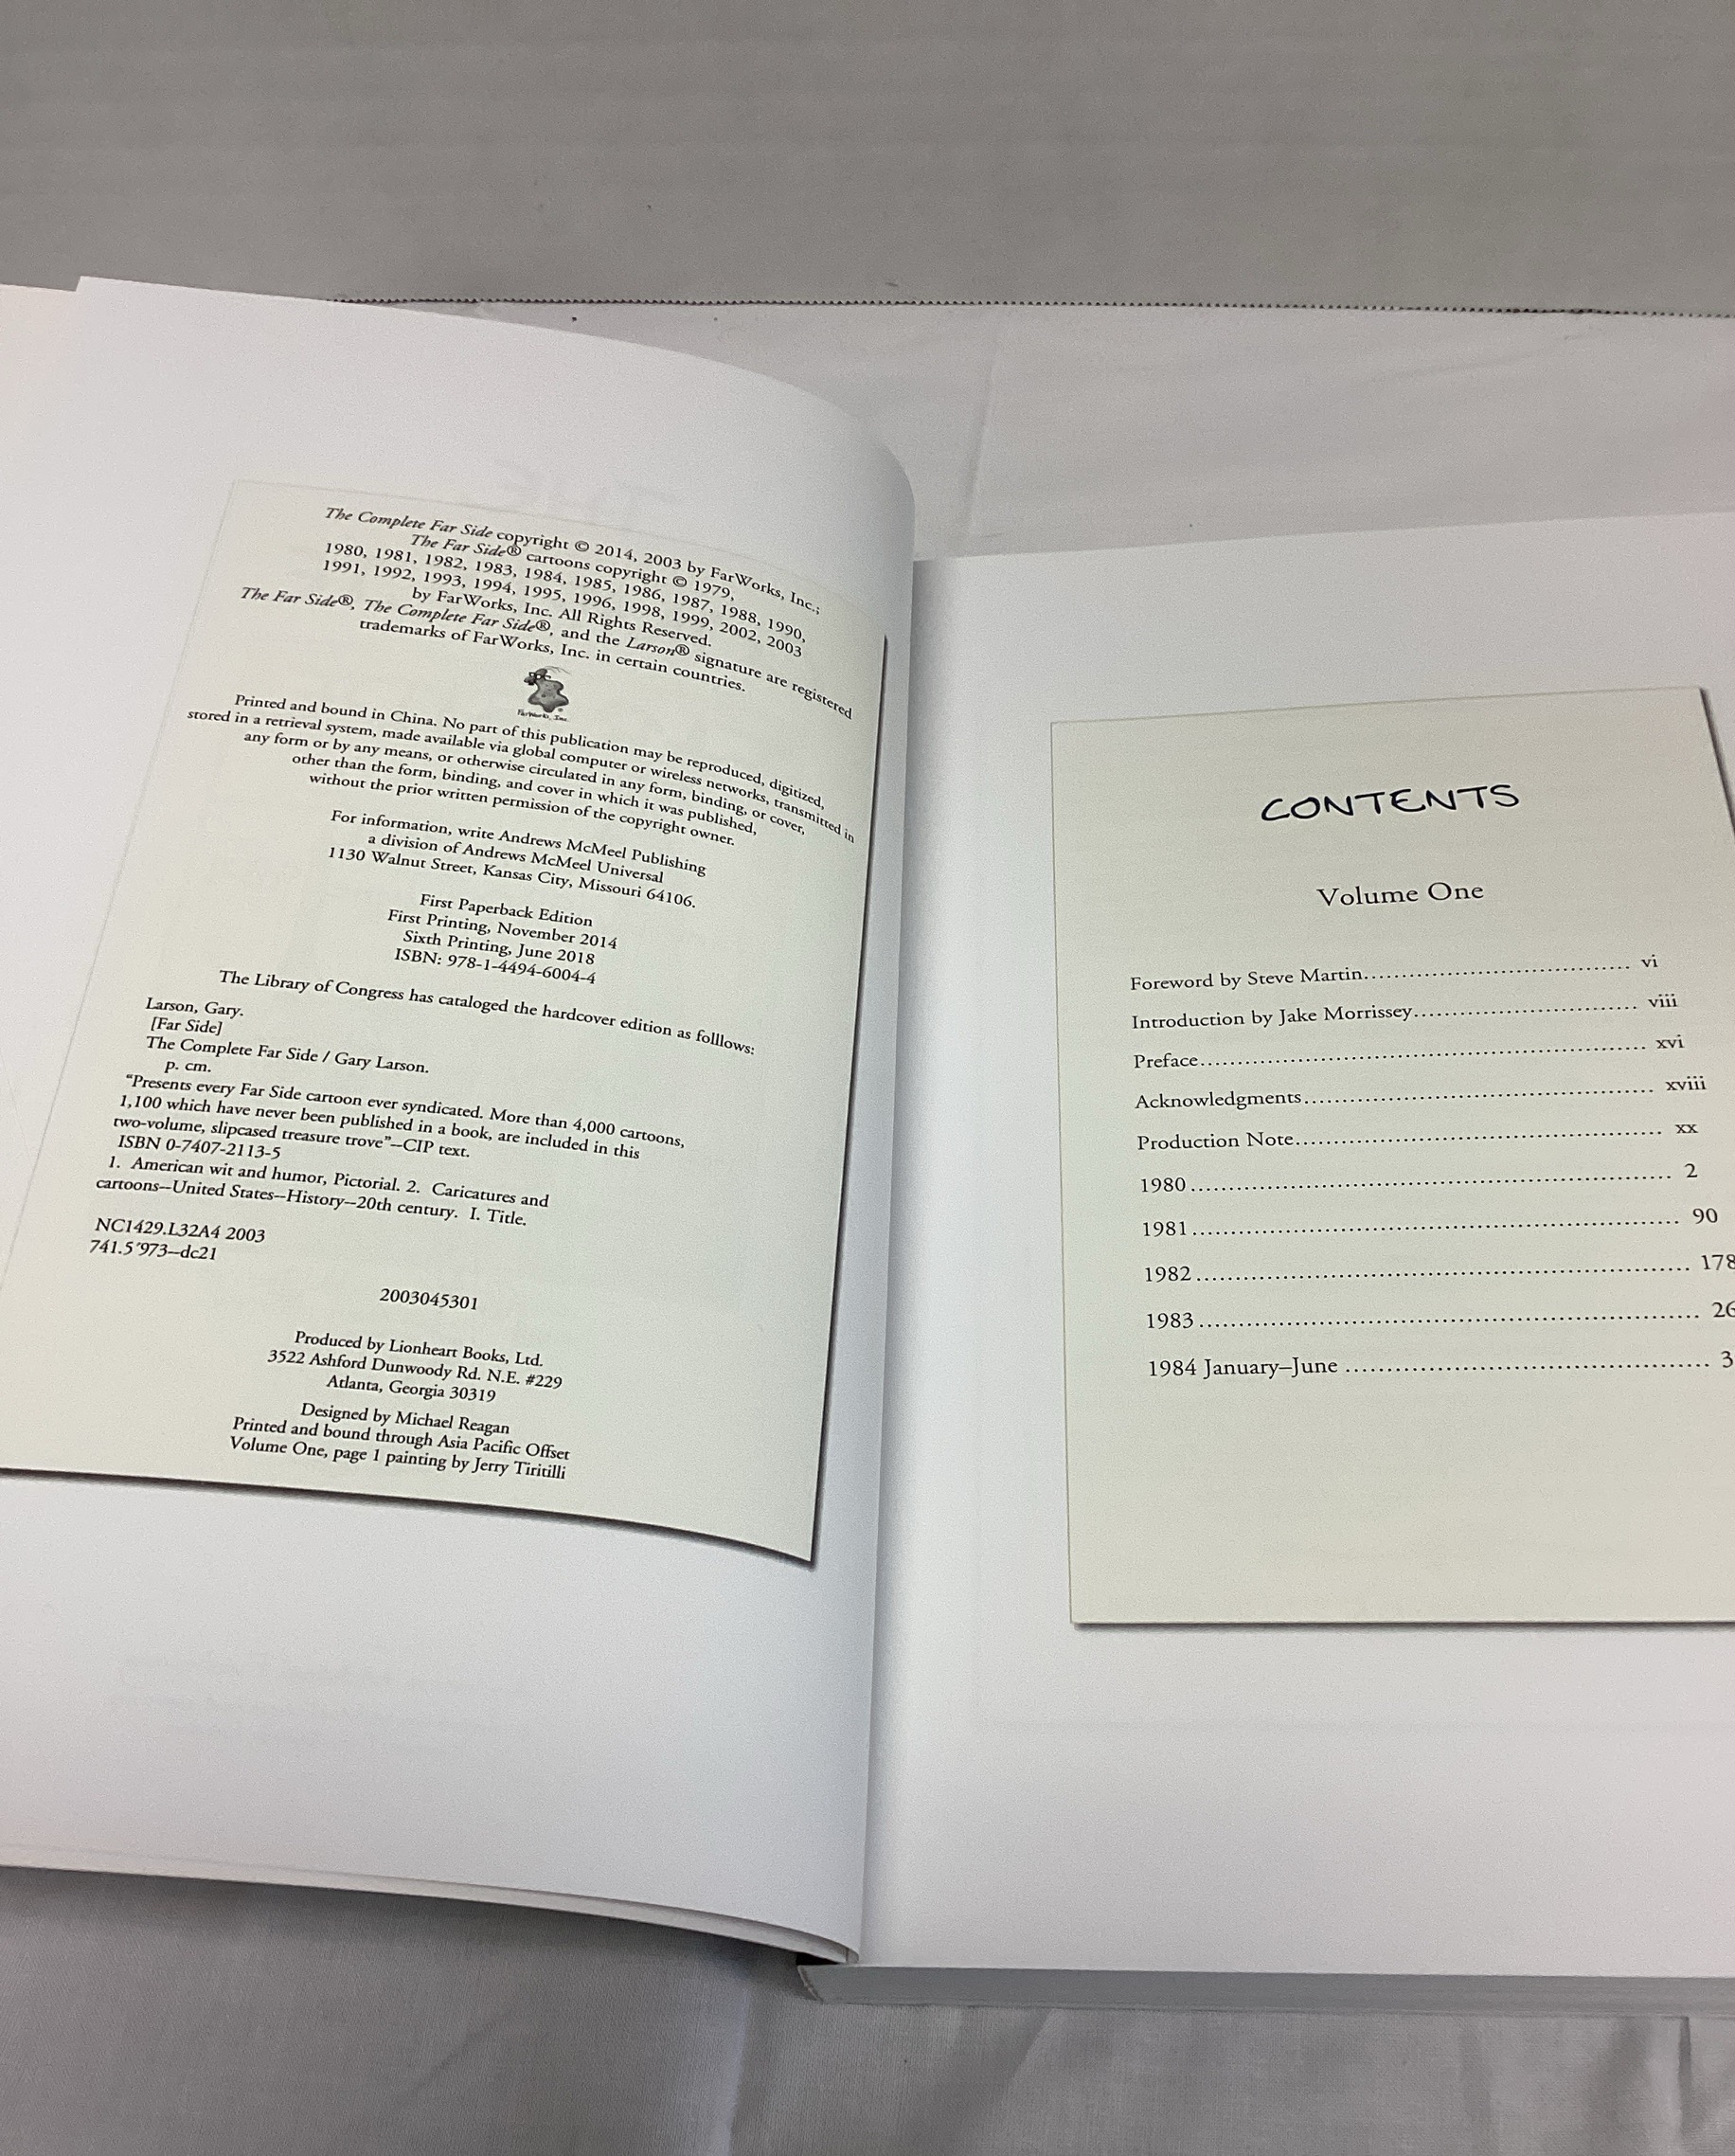 The Complete Far Side copyright © 2014, 2003 by FarWorks, Inc.;
The Far Side® cartoons copyright © 1979,
1980, 1981, 1982, 1983, 1984, 1985, 1986, 1987, 1988, 1990,
1991, 1992, 1993, 1994, 1995, 1996, 1998, 1999, 2002, 2003
by FarWorks, Inc. All Rights Reserved.
The Far Side®, The Complete Far Side®, and the Larson® signature are registered
trademarks of FarWorks, Inc. in certain countries.
FarWorks, Inc.
Printed and bound in China. No part of this publication may be reproduced, digitized,
stored in a retrieval system, made available via global computer or wireless networks, transmitted in
any form or by any means, or otherwise circulated in any form, binding, or cover,
other than the form, binding, and cover in which it was published,
without the prior written permission of the copyright owner.
For information, write Andrews McMeel Publishing
a division of Andrews McMeel Universal
1130 Walnut Street, Kansas City, Missouri 64106.
First Paperback Edition
First Printing, November 2014
Sixth Printing, June 2018
ISBN: 978-1-4494-6004-4
The Library of Congress has cataloged the hardcover edition as folllows:
Larson, Gary.
[Far Side]
The Complete Far Side / Gary Larson.
p. cm.
"Presents every Far Side cartoon ever syndicated. More than 4,000 cartoons,
1,100 which have never been published in a book, are included in this
two-volume, slipcased treasure trove"--CIP text.
ISBN 0-7407-2113-5
1. American wit and humor, Pictorial. 2. Caricatures and
cartoons--United States--History--20th century. I. Title.
NC1429.L32A4 2003
741.5'973--dc21
2003045301
Produced by Lionheart Books, Ltd.
3522 Ashford Dunwoody Rd. N.E. #229
Atlanta, Georgia 30319
Designed by Michael Reagan
Printed and bound through Asia Pacific Offset
Volume One, page 1 painting by Jerry Tiritilli
CONTENTS
Volume One
Foreword by Steve Martin.................................... vi
Introduction by Jake Morrissey.............................. viii
Preface............................................................ xvi
Acknowledgments............................................... xviii
Production Note................................................. xx
1980................................................................ 2
1981................................................................ 90
1982................................................................ 178
1983................................................................ 26
1984 January–June ............................................. 3